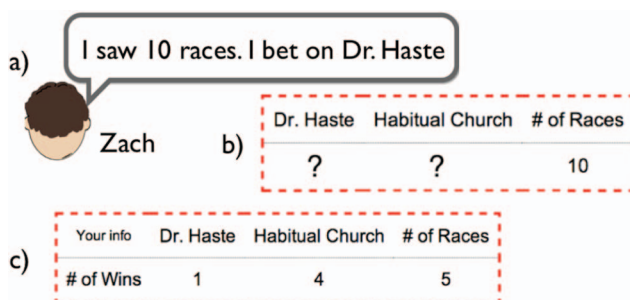 I saw 10 races. I bet on Dr. Haste
a)
Zach
b)
Dr. Haste Habitual Church # of Races
? ? 10
c)
Your info Dr. Haste Habitual Church # of Races
# of Wins 1 4 5